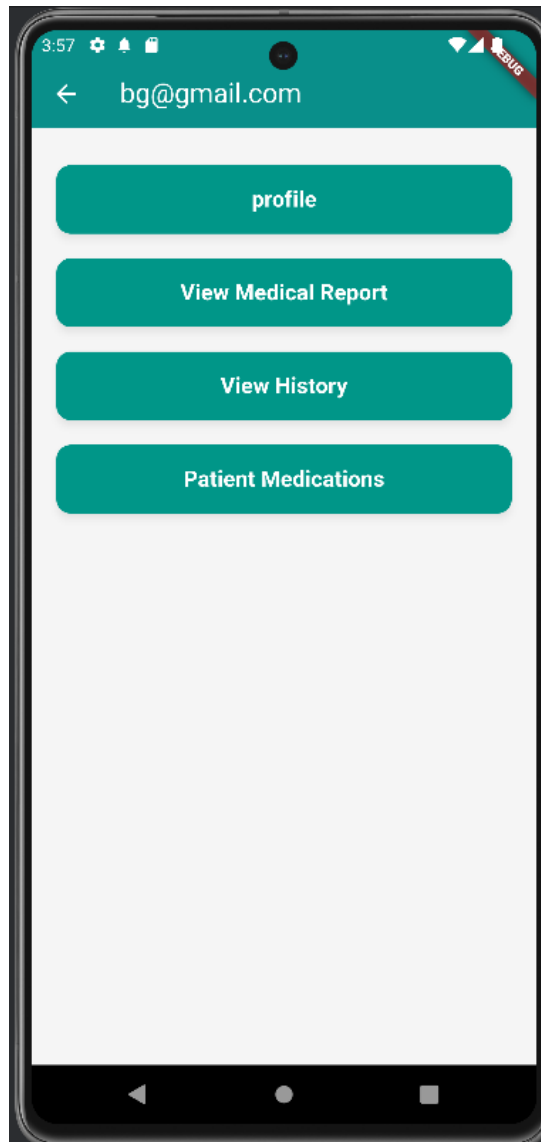 3:57
DEBUG
bg@gmail.com
profile
View Medical Report
View History
Patient Medications